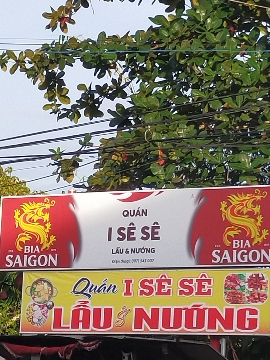 QUÁN
I SÊ SÊ
LẨU & NƯỚNG
BIA
SAIGON
BIA
SAIGON
Quán I SÊ SÊ
LẨU & NƯỚNG